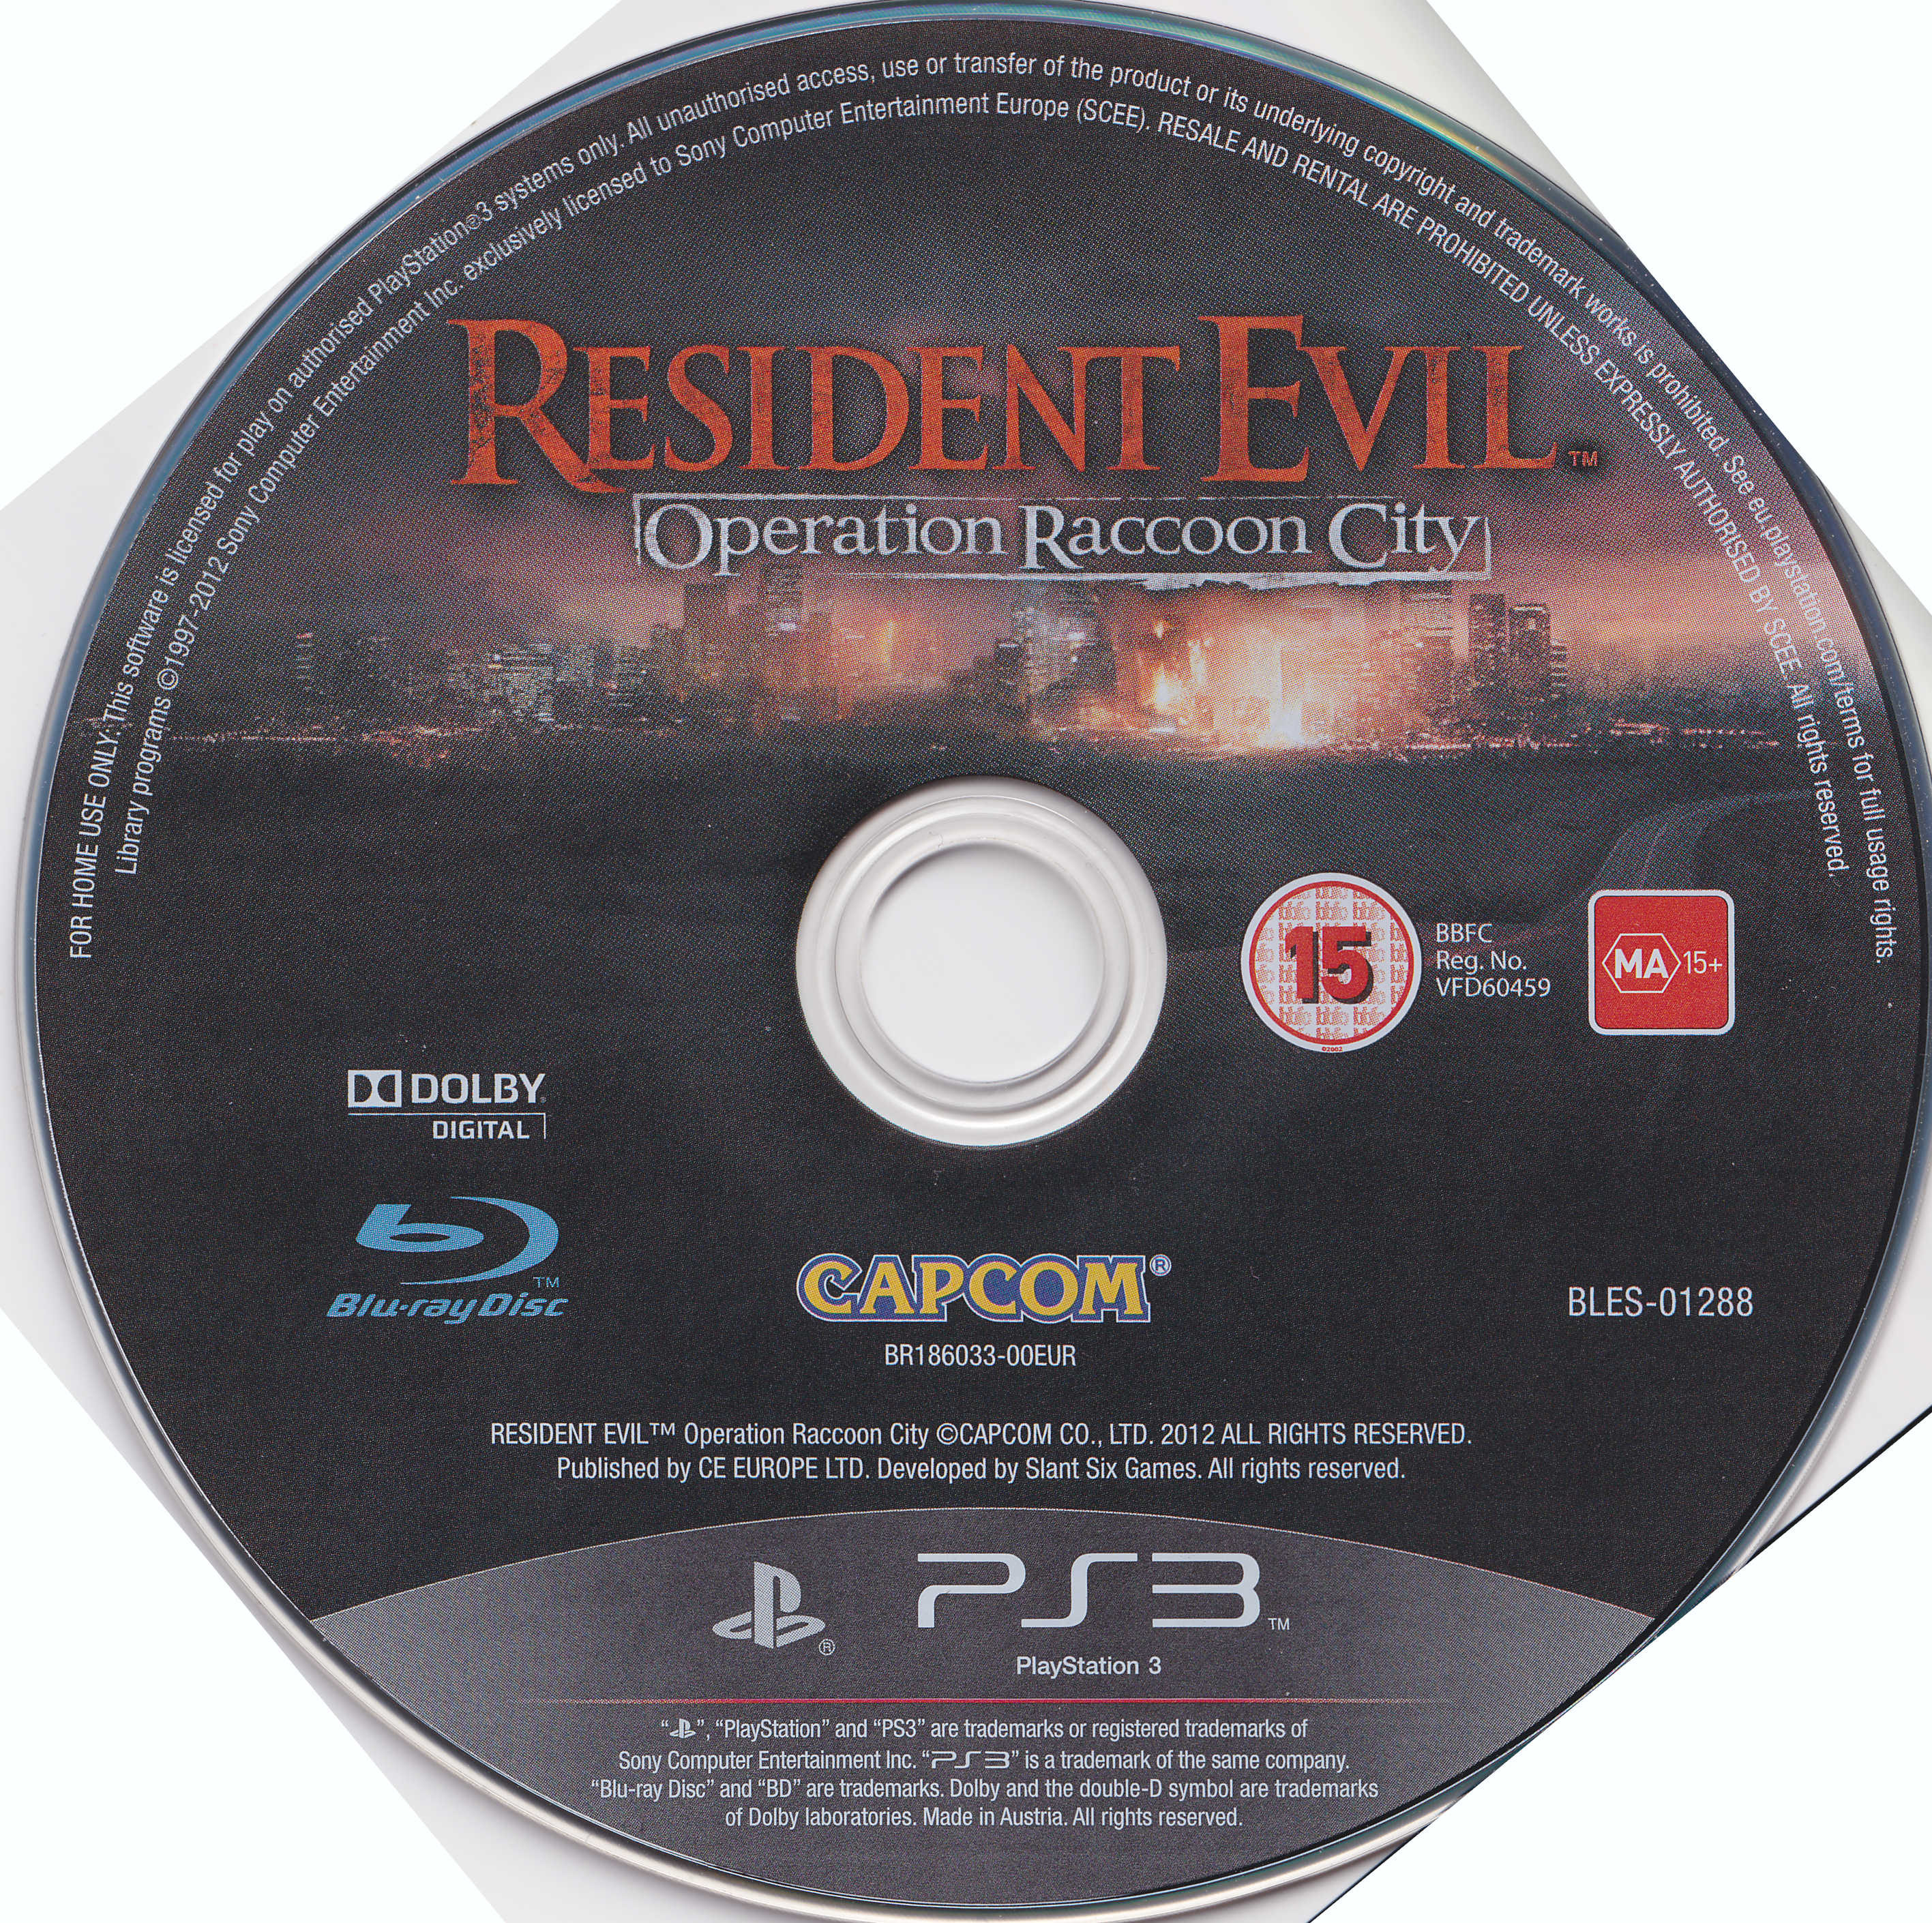 FOR HOME USE ONLY: This software is licensed for play on authorised PlayStation®3 systems only. All unauthorised access, use or transfer of the product or its underlying copyright and trademark works is prohibited. See eu.playstation.com/terms for full usage rights.
Library programs ©1997-2012 Sony Computer Entertainment Inc. exclusively licensed to Sony Computer Entertainment Europe (SCEE). RESALE AND RENTAL ARE PROHIBITED UNLESS EXPRESSLY AUTHORISED BY SCEE. All rights reserved.
RESIDENT EVIL™
Operation Raccoon City
15
©2002
BBFC
Reg. No.
VFD60459
MA 15+
DOLBY®
DIGITAL
Blu-ray Disc™
CAPCOM®
BLES-01288
BR186033-00EUR
RESIDENT EVIL™ Operation Raccoon City ©CAPCOM CO., LTD. 2012 ALL RIGHTS RESERVED.
Published by CE EUROPE LTD. Developed by Slant Six Games. All rights reserved.
® PS3™
PlayStation 3
“ ”, “PlayStation” and “PS3” are trademarks or registered trademarks of
Sony Computer Entertainment Inc. “PS3” is a trademark of the same company.
“Blu-ray Disc” and “BD” are trademarks. Dolby and the double-D symbol are trademarks
of Dolby laboratories. Made in Austria. All rights reserved.